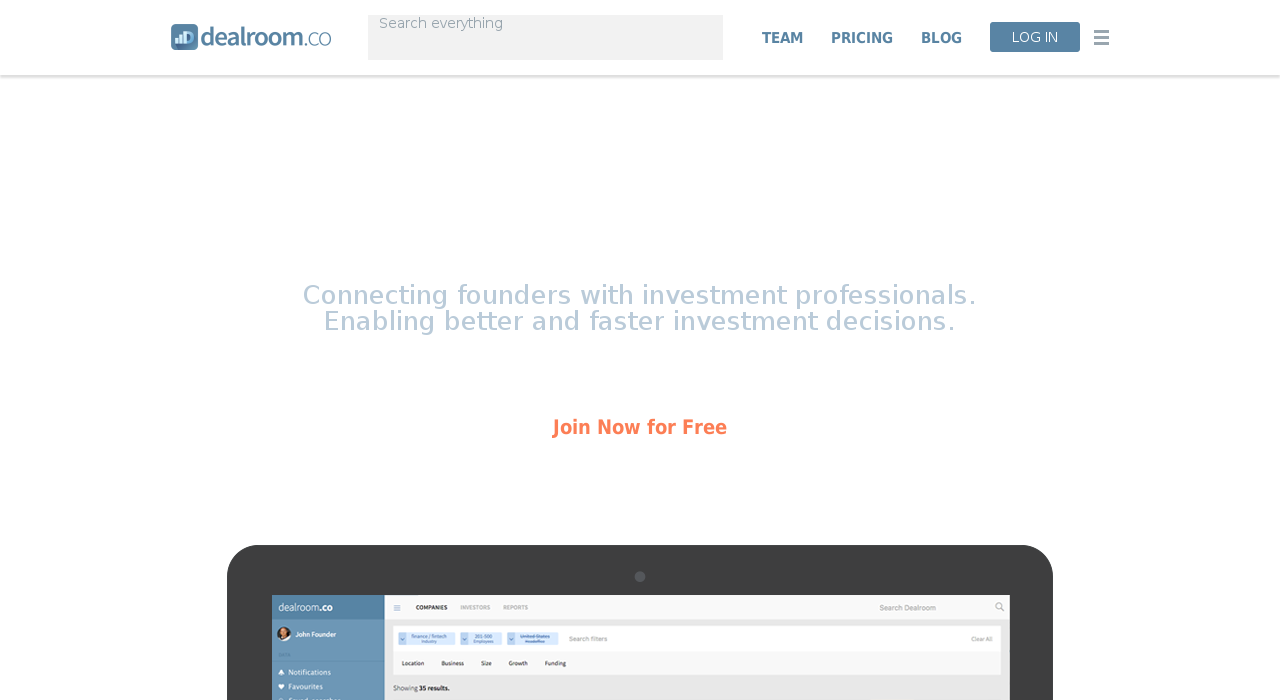 dealroom.co
Search everything
TEAM PRICING BLOG LOG IN
Connecting founders with investment professionals.
Enabling better and faster investment decisions.
Join Now for Free
dealroom.co COMPANIES INVESTORS REPORTS Search Dealroom
John Founder
finance / fintech 301-500 United States Search filters Clear All
Industry Employees
Location Business Size Growth Funding
Notifications
Favourites
Showing 35 results.